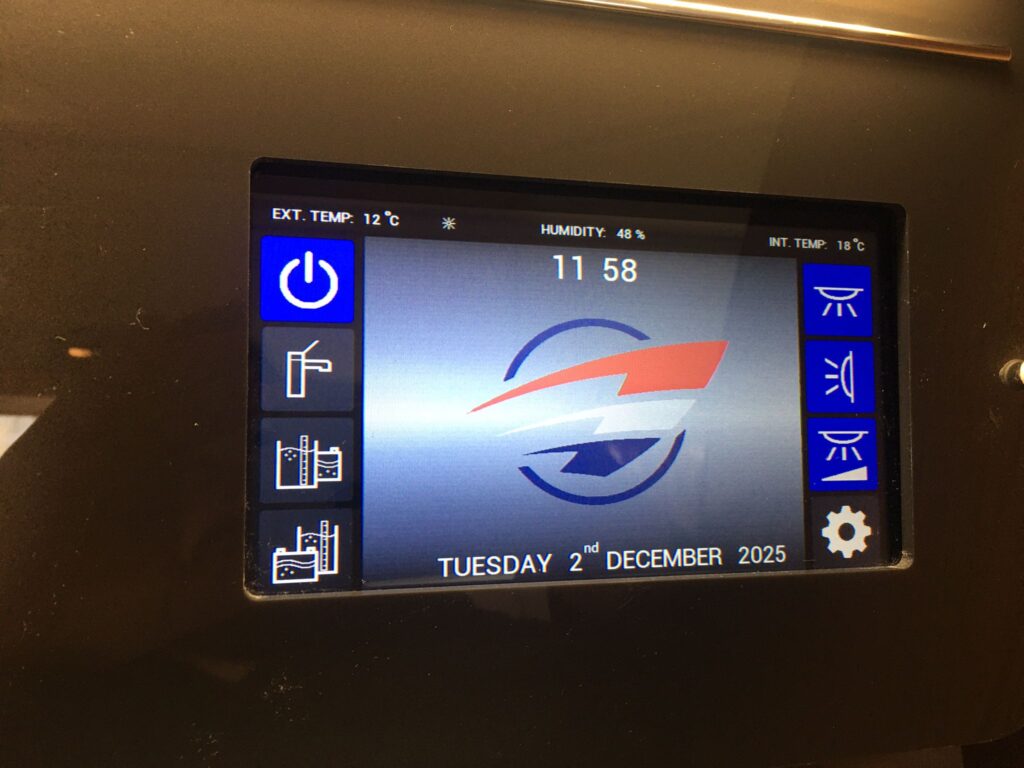 EXT. TEMP: 12 °C
HUMIDITY: 48 %
INT. TEMP: 18 °C
11 58
TUESDAY 2nd DECEMBER 2025